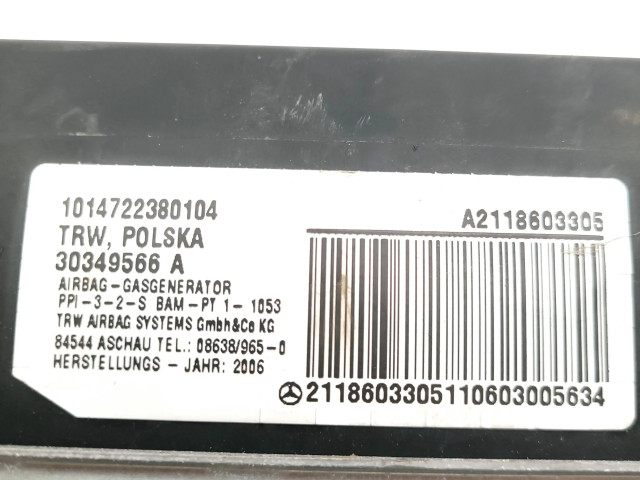 1014722380104
TRW, POLSKA
30349566 A
AIRBAG-GASGENERATOR
PPI-3-2-S BAM-PT 1- 1053
TRW AIRBAG SYSTEMS Gmbh&Co KG
84544 ASCHAU TEL.: 08638/965-0
HERSTELLUNGS - JAHR: 2006
A2118603305
2118603305110603005634